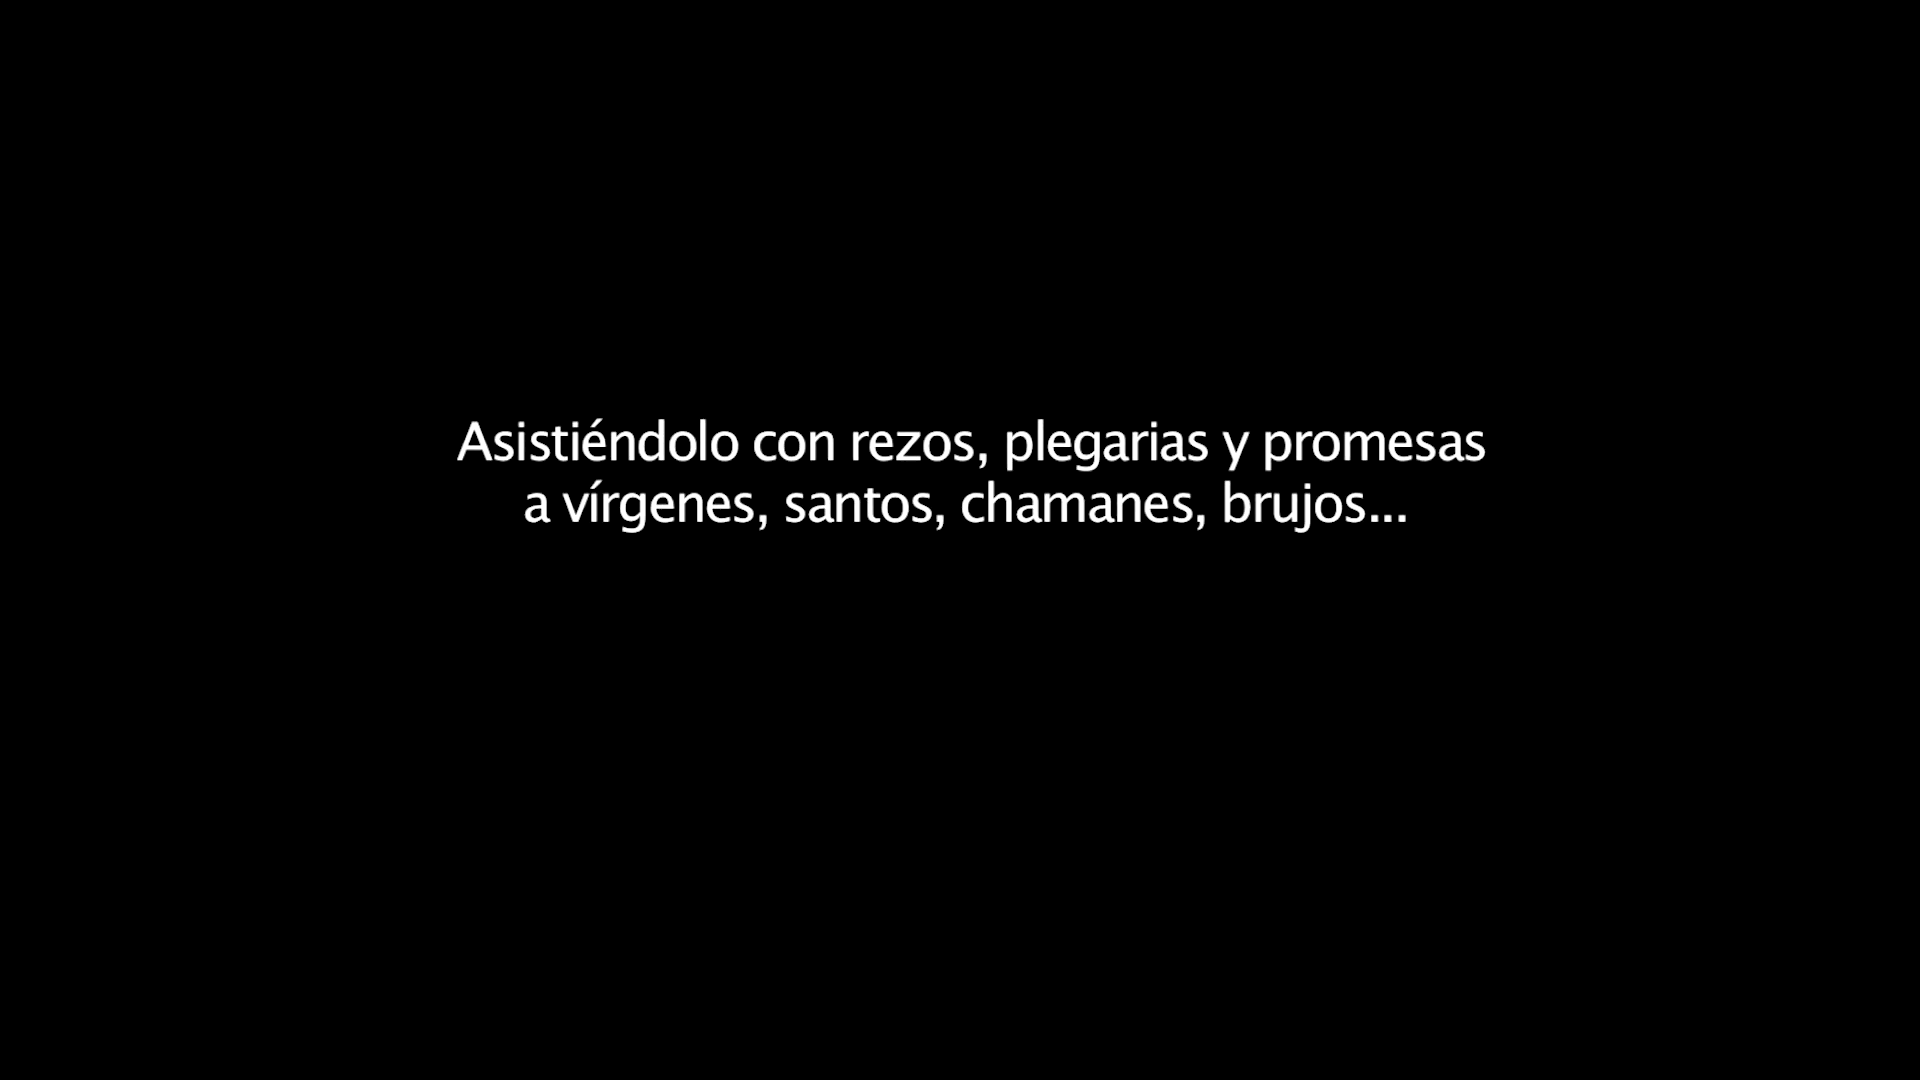 Asistiéndolo con rezos, plegarias y promesas
a vírgenes, santos, chamanes, brujos...